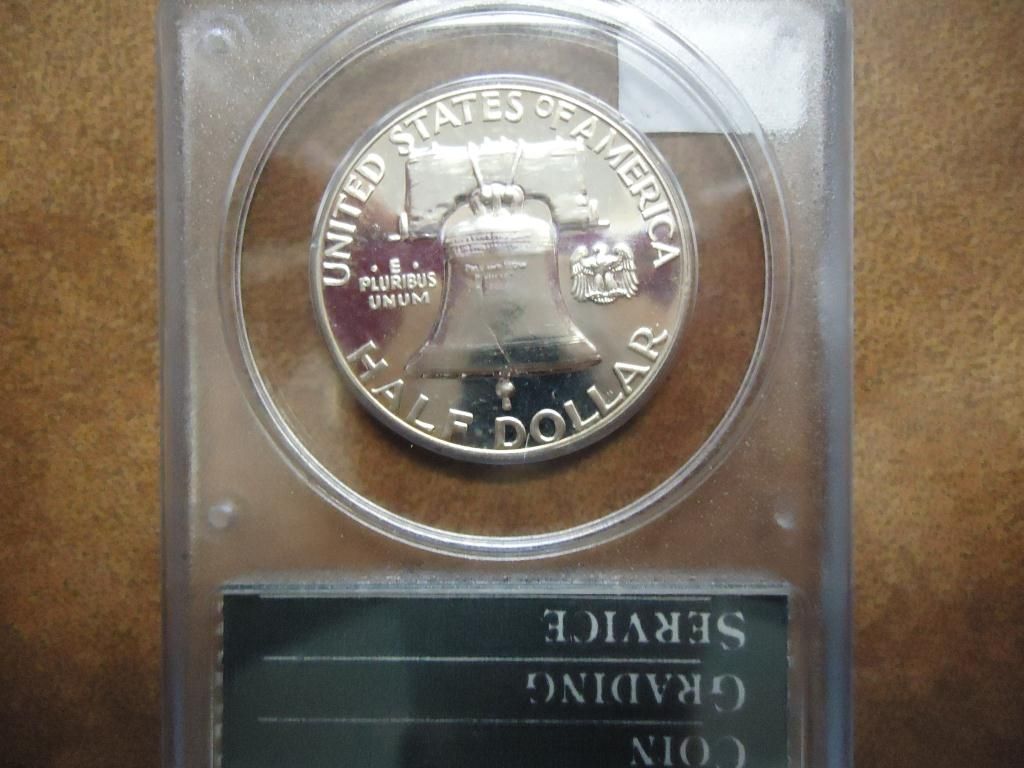 UNITED STATES OF AMERICA
E
PLURIBUS
UNUM
HALF DOLLAR
COIN
GRADING
SERVICE